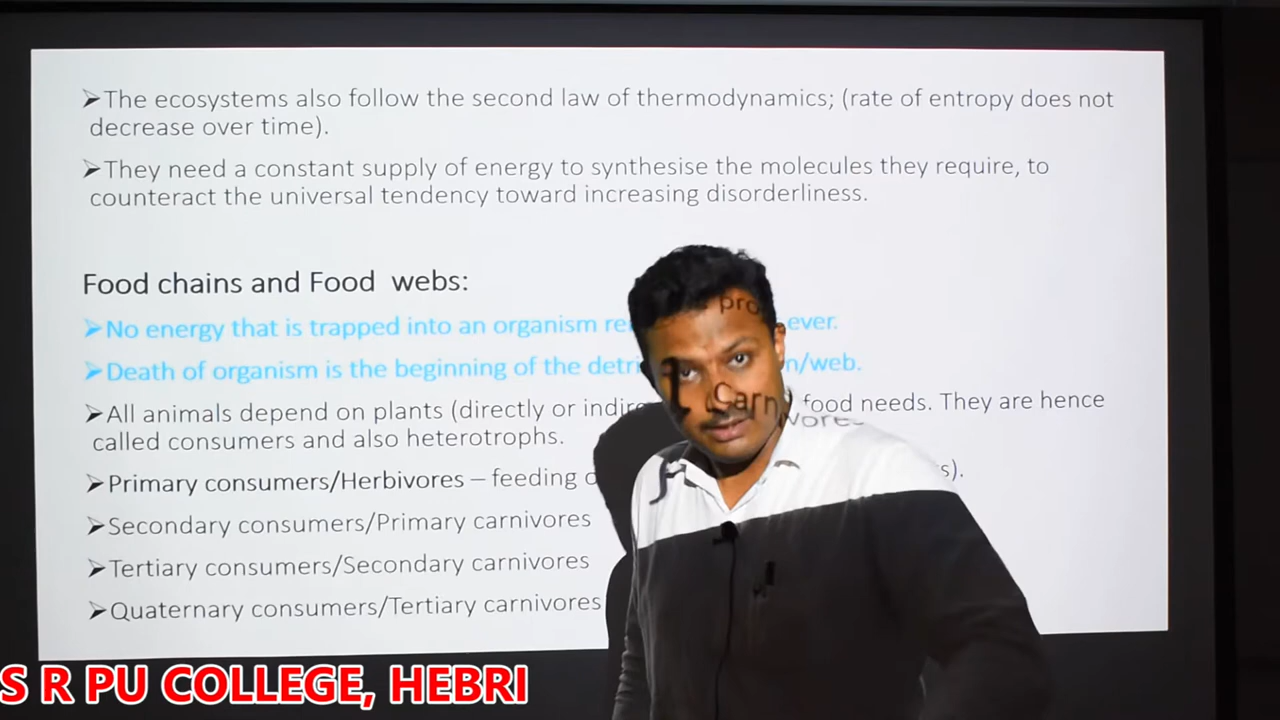 ➢The ecosystems also follow the second law of thermodynamics; (rate of entropy does not
decrease over time).
➢They need a constant supply of energy to synthesise the molecules they require, to
counteract the universal tendency toward increasing disorderliness.
Food chains and Food webs:
➢No energy that is trapped into an organism ever.
➢Death of organism is the beginning of the
➢All animals depend on plants (directly or food needs. They are hence
called consumers and also heterotrophs.
➢Primary consumers/Herbivores – feeding
➢Secondary consumers/Primary carnivores
➢Tertiary consumers/Secondary carnivores
➢Quaternary consumers/Tertiary carnivores
S R PU COLLEGE, HEBRI